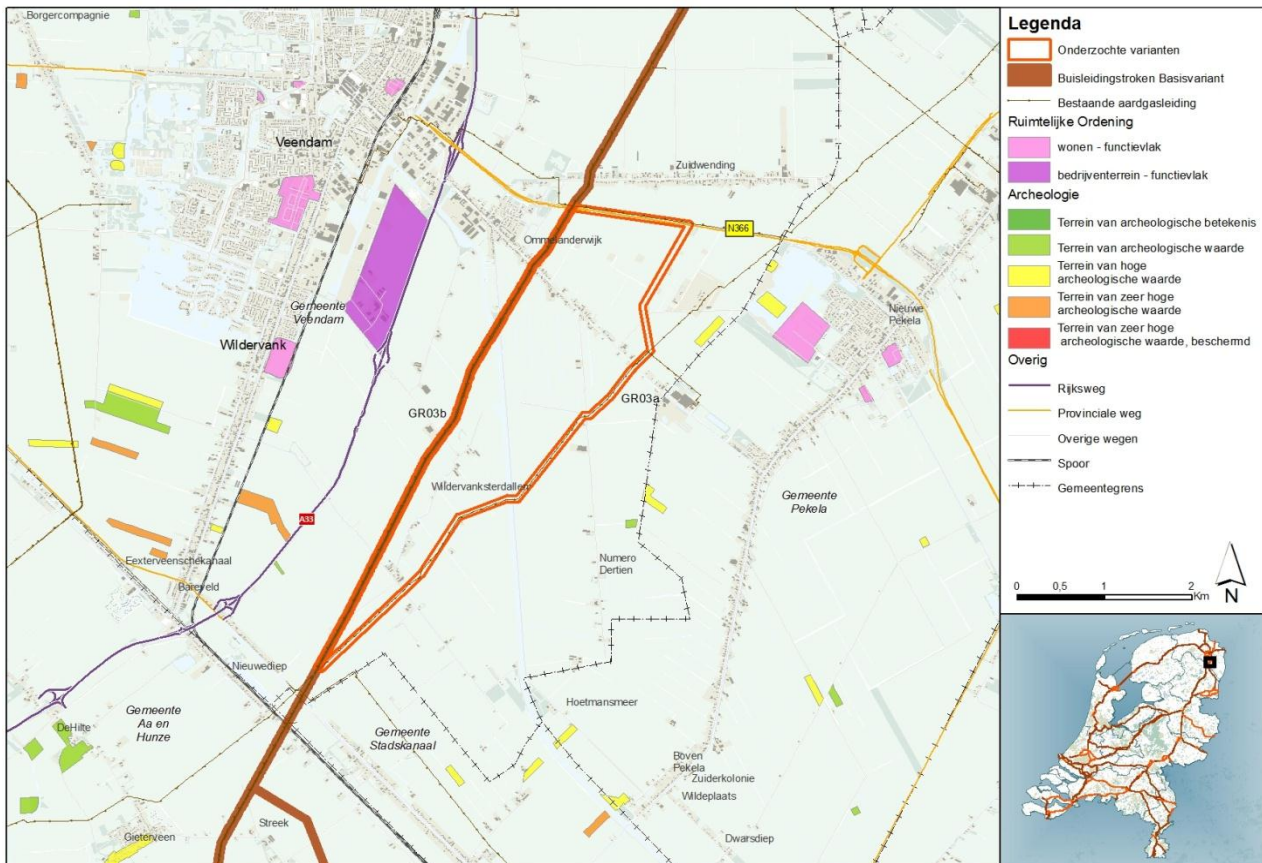 Borgercompagnie
Veendam
Zuidwending
N366
Ommelanderwijk
Gemeente
Veendam
Nieuwe
Pekela
Wildervank
GR03b
GR03a
Wildervanksterdallen
Gemeente
Pekela
A33
Eexterveenschekanaal
Numero
Dertien
Bareveld
Nieuwediep
Hoetmansmeer
Gemeente
Aa en
Hunze
DeHilte
Gemeente
Stadskanaal
Boven
Pekela
Zuiderkolonie
Wildeplaats
Streek
Gieterveen
Dwarsdiep
Legenda
Onderzochte varianten
Buisleidingstroken Basisvariant
Bestaande aardgasleiding
Ruimtelijke Ordening
wonen - functievlak
bedrijventerrein - functievlak
Archeologie
Terrein van archeologische betekenis
Terrein van archeologische waarde
Terrein van hoge
archeologische waarde
Terrein van zeer hoge
archeologische waarde
Terrein van zeer hoge
archeologische waarde, beschermd
Overig
Rijksweg
Provinciale weg
Overige wegen
Spoor
Gemeentegrens
0 0,5 1 2
Km
N